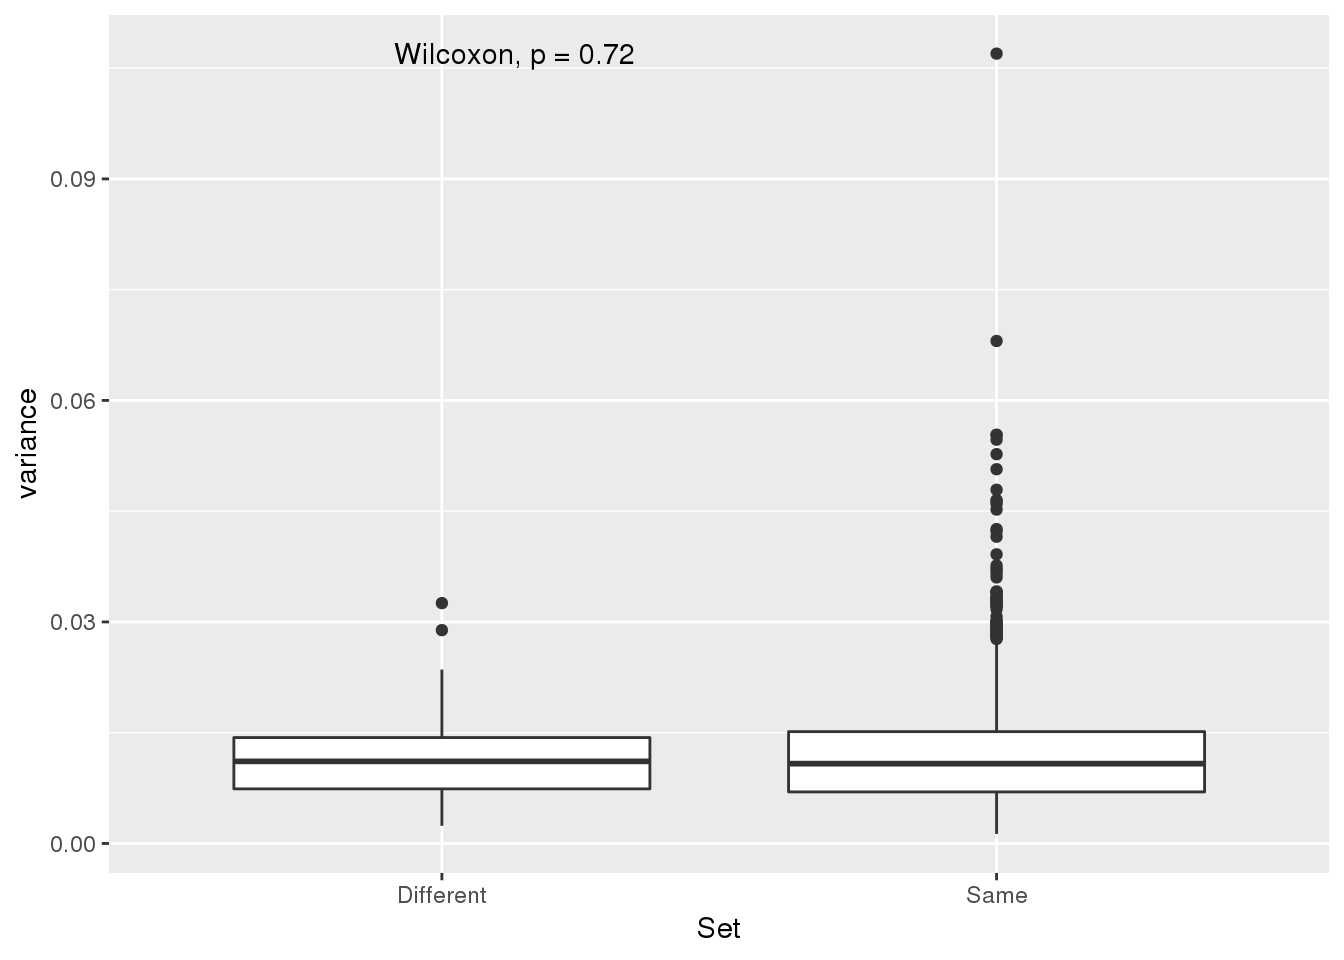 Wilcoxon, p = 0.72
0.09
0.06
0.03
0.00
variance
Different
Same
Set